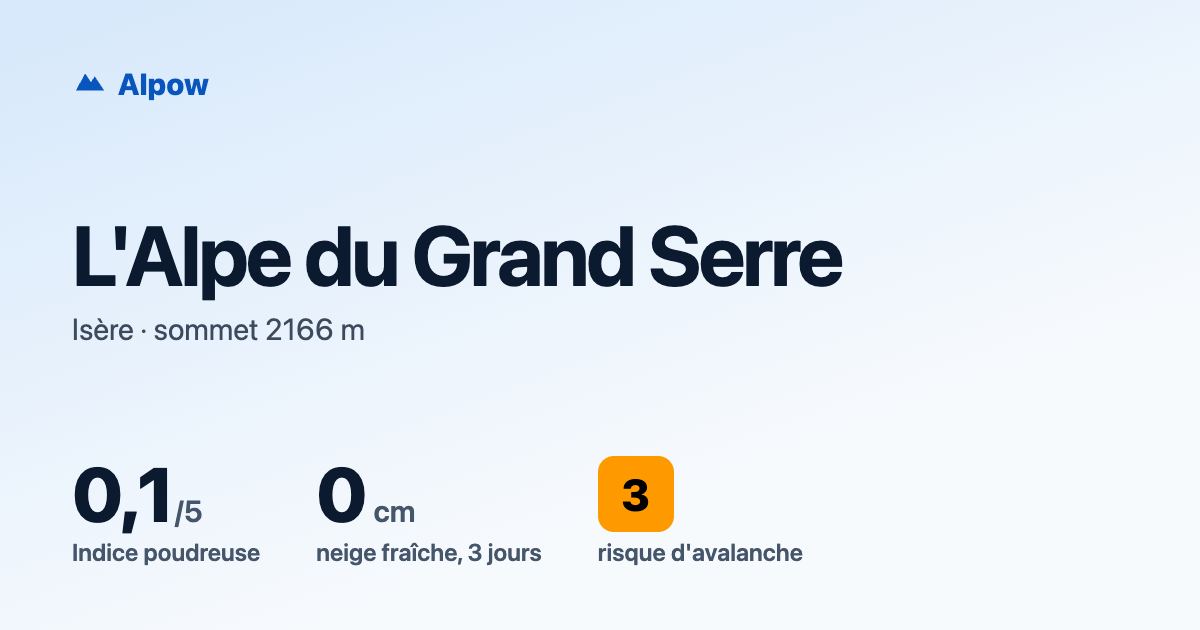 Alpow
L'Alpe du Grand Serre
Isère · sommet 2166 m
0,1/5
Indice poudreuse
0 cm
neige fraîche, 3 jours
3
risque d'avalanche